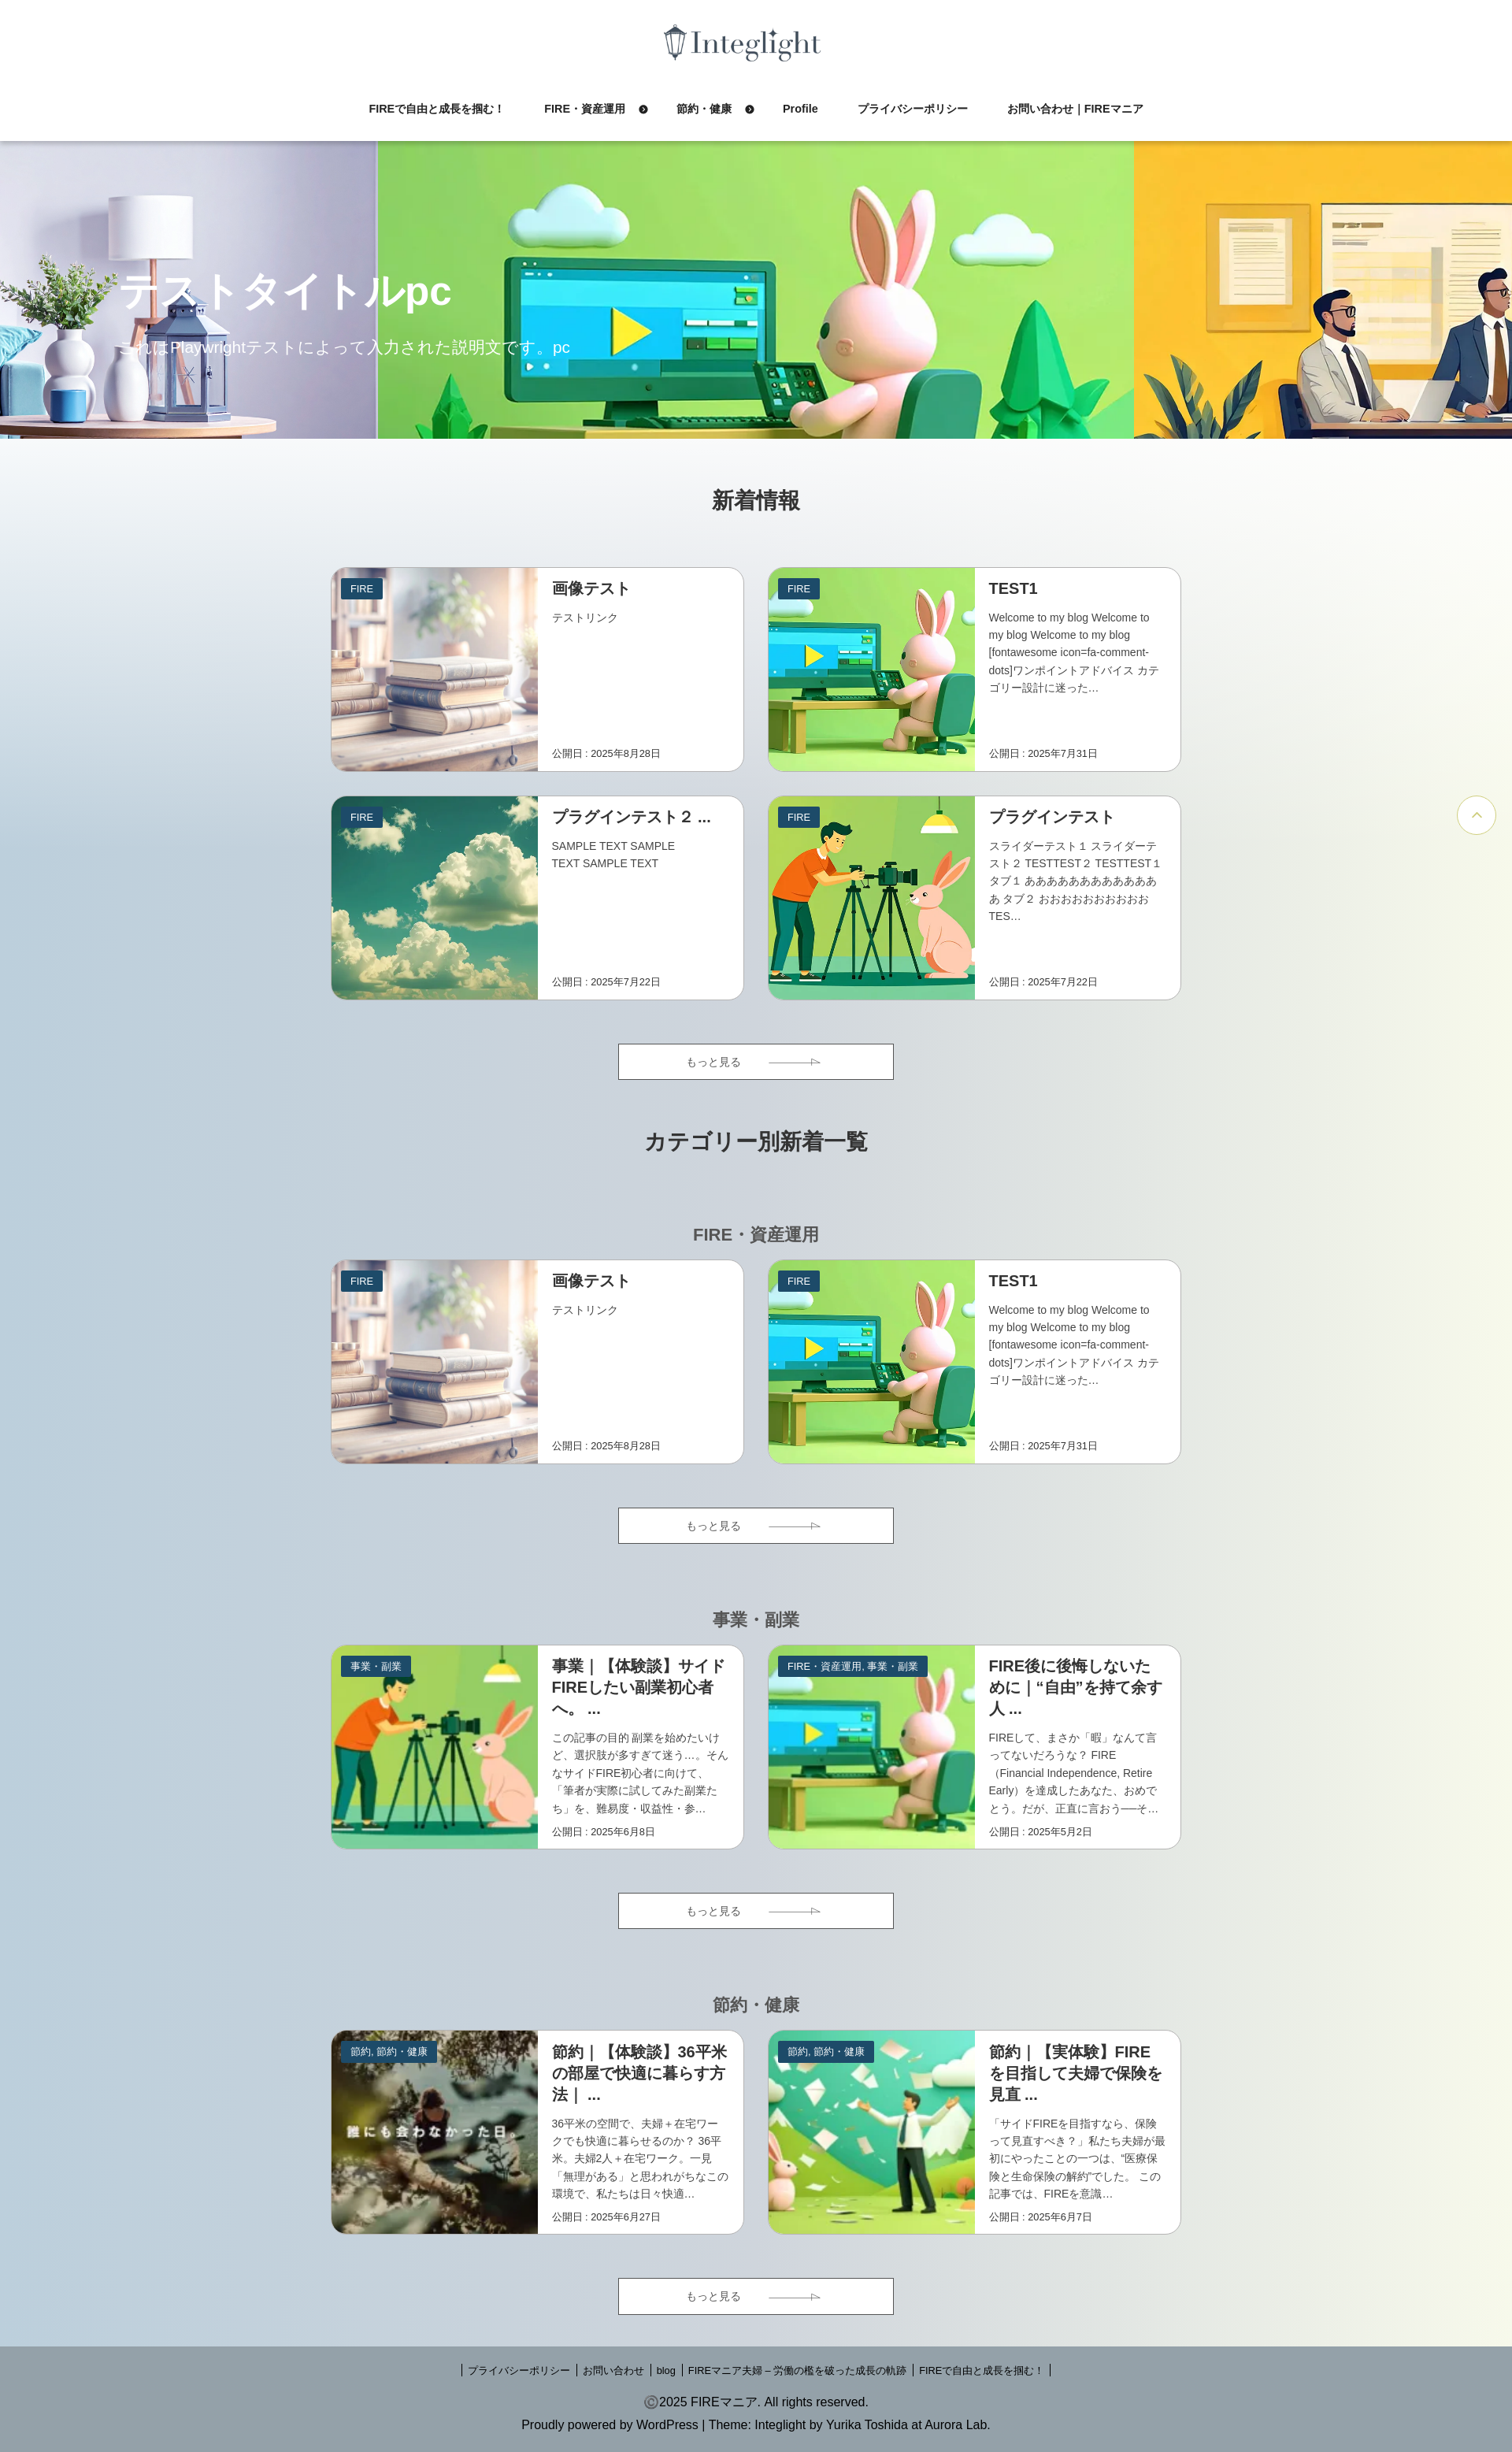 Integlight
FIREで自由と成長を掴む！ FIRE・資産運用 節約・健康 Profile プライバシーポリシー お問い合わせ｜FIREマニア
テストタイトルpc
これはPlaywrightテストによって入力された説明文です。pc
新着情報
FIRE
画像テスト
テストリンク
公開日 : 2025年8月28日
FIRE
TEST1
Welcome to my blog Welcome to
my blog Welcome to my blog
[fontawesome icon=fa-comment-
dots]ワンポイントアドバイス カテ
ゴリー設計に迷った…
公開日 : 2025年7月31日
FIRE
プラグインテスト２ ...
SAMPLE TEXT SAMPLE
TEXT SAMPLE TEXT
公開日 : 2025年7月22日
FIRE
プラグインテスト
スライダーテスト１ スライダーテ
スト２ TESTTEST２ TESTTEST１
タブ１ ああああああああああああ
あ タブ２ おおおおおおおおおお
TES…
公開日 : 2025年7月22日
もっと見る
カテゴリー別新着一覧
FIRE・資産運用
FIRE
画像テスト
テストリンク
公開日 : 2025年8月28日
FIRE
TEST1
Welcome to my blog Welcome to
my blog Welcome to my blog
[fontawesome icon=fa-comment-
dots]ワンポイントアドバイス カテ
ゴリー設計に迷った…
公開日 : 2025年7月31日
もっと見る
事業・副業
事業・副業
事業｜【体験談】サイド
FIREしたい副業初心者
へ。 ...
この記事の目的 副業を始めたいけ
ど、選択肢が多すぎて迷う…。そん
なサイドFIRE初心者に向けて、
「筆者が実際に試してみた副業た
ち」を、難易度・収益性・参…
公開日 : 2025年6月8日
FIRE・資産運用, 事業・副業
FIRE後に後悔しないた
めに｜“自由”を持て余す
人 ...
FIREして、まさか「暇」なんて言
ってないだろうな？ FIRE
（Financial Independence, Retire
Early）を達成したあなた、おめで
とう。だが、正直に言おう──そ…
公開日 : 2025年5月2日
もっと見る
節約・健康
節約, 節約・健康
誰にも会わなかった日。
節約｜【体験談】36平米
の部屋で快適に暮らす方
法｜ ...
36平米の空間で、夫婦＋在宅ワー
クでも快適に暮らせるのか？ 36平
米。夫婦2人＋在宅ワーク。一見
「無理がある」と思われがちなこの
環境で、私たちは日々快適…
公開日 : 2025年6月27日
節約, 節約・健康
節約｜【実体験】FIRE
を目指して夫婦で保険を
見直 ...
「サイドFIREを目指すなら、保険
って見直すべき？」私たち夫婦が最
初にやったことの一つは、“医療保
険と生命保険の解約”でした。 この
記事では、FIREを意識…
公開日 : 2025年6月7日
もっと見る
プライバシーポリシー お問い合わせ blog FIREマニア夫婦 – 労働の檻を破った成長の軌跡 FIREで自由と成長を掴む！
©2025 FIREマニア. All rights reserved.
Proudly powered by WordPress | Theme: Integlight by Yurika Toshida at Aurora Lab.